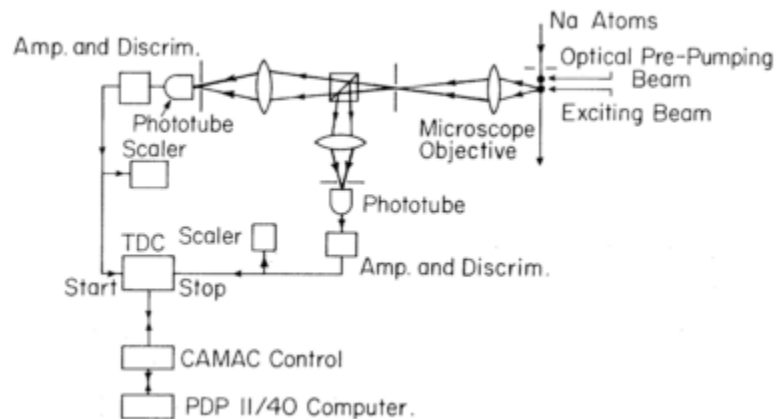 Na Atoms
Amp. and Discrim.
Optical Pre-Pumping
Beam
Exciting Beam
Phototube
Microscope
Objective
Scaler
Phototube
Scaler
TDC
Amp. and Discrim.
Start
Stop
CAMAC Control
PDP 11/40 Computer.